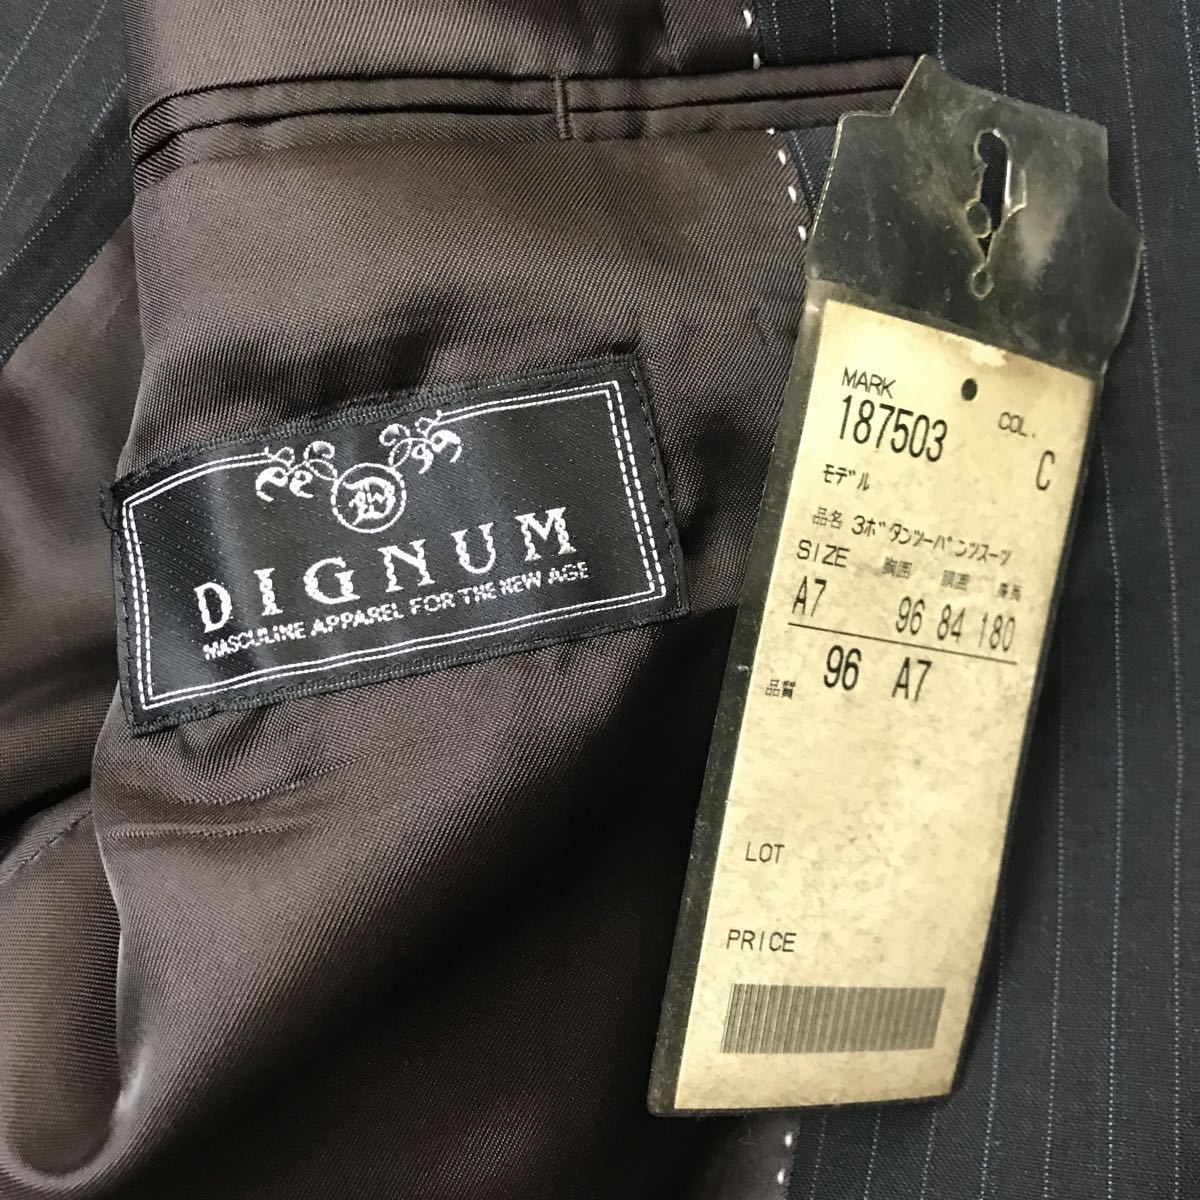 DIGNUM
MASCULINE APPAREL FOR THE NEW AGE
MARK
187503
COL.
C
モデル
品名 3ボタンツーパンツスーツ
SIZE 胸囲 胴囲 身長
A7 96 84 180
品質 96 A7
LOT
PRICE